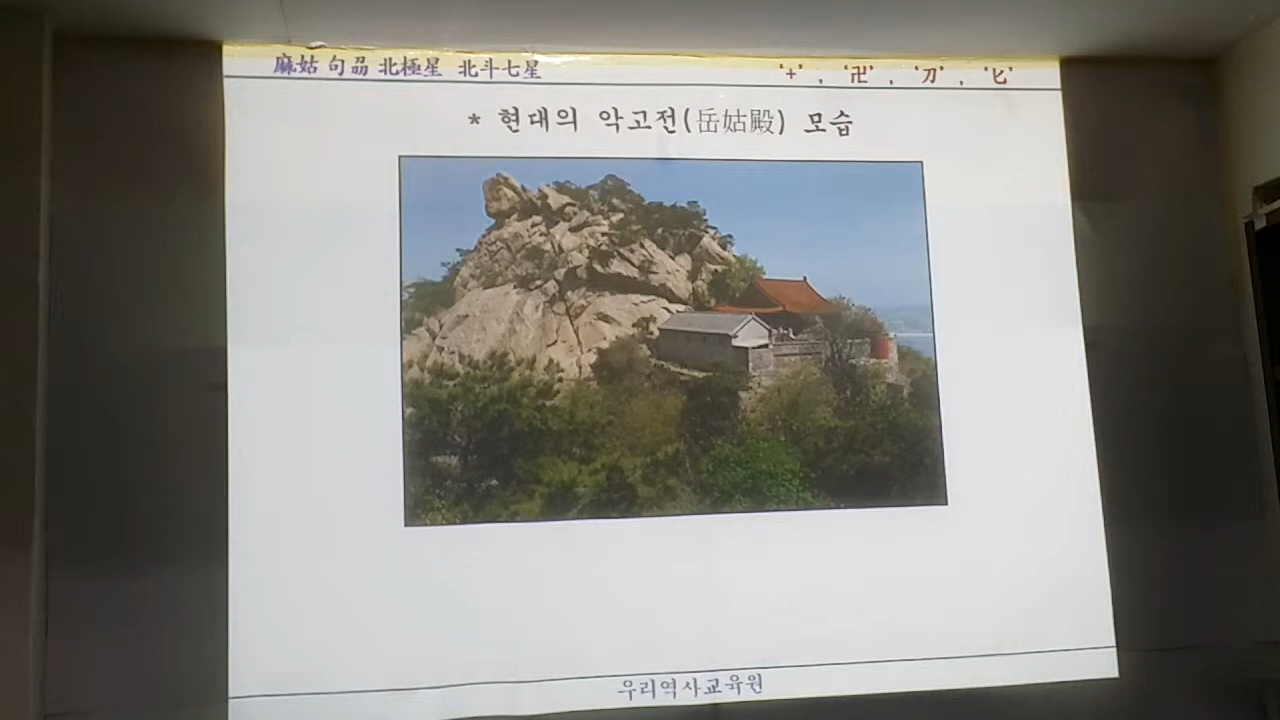 麻姑 句茘 北極星 北斗七星
‘+’, ‘卍’, ‘刀’, ‘匕’
* 현대의 악고전(岳姑殿) 모습
우리역사교육원